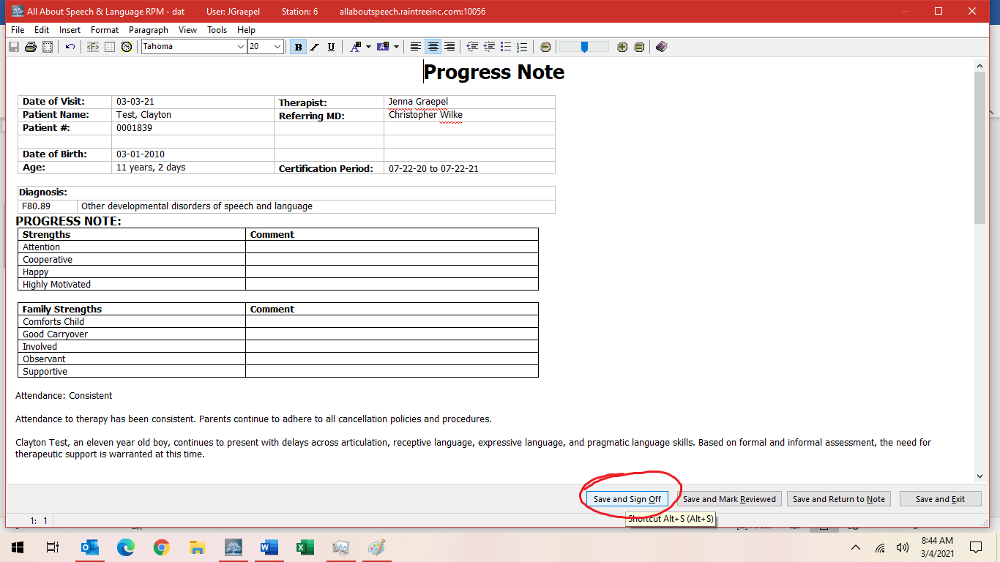 All About Speech & Language RPM - dat User: JGraepel Station: 6 allaboutspeech.raintreeinc.com:10056
File Edit Insert Format Paragraph View Tools Help
<F> Tahoma 20 B I U A AB
Progress Note
Date of Visit: 03-03-21 Therapist: Jenna Graepel
Patient Name: Test, Clayton Referring MD: Christopher Wilke
Patient #: 0001839
Date of Birth: 03-01-2010
Age: 11 years, 2 days Certification Period: 07-22-20 to 07-22-21
Diagnosis:
F80.89 Other developmental disorders of speech and language
PROGRESS NOTE:
Strengths Comment
Attention
Cooperative
Happy
Highly Motivated
Family Strengths Comment
Comforts Child
Good Carryover
Involved
Observant
Supportive
Attendance: Consistent
Attendance to therapy has been consistent. Parents continue to adhere to all cancellation policies and procedures.
Clayton Test, an eleven year old boy, continues to present with delays across articulation, receptive language, expressive language, and pragmatic language skills. Based on formal and informal assessment, the need for
therapeutic support is warranted at this time.
Save and Sign Off Save and Mark Reviewed Save and Return to Note Save and Exit
Shortcut Alt+S (Alt+S)
1: 1
8:44 AM
3/4/2021